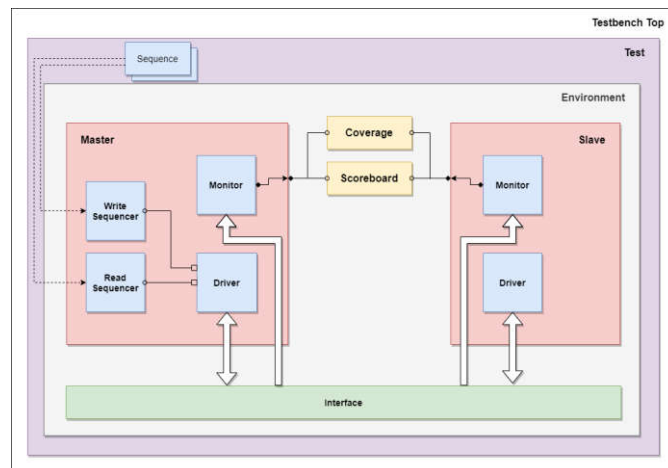 Testbench Top
Test
Sequence
Environment
Master
Coverage
Slave
Monitor
Scoreboard
Monitor
Write
Sequencer
Read
Sequencer
Driver
Driver
Interface